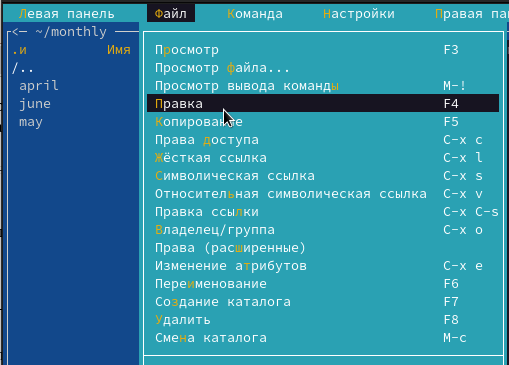 Левая панель Файл Команда Настройки Правая пан
<─ ~/monthly
.и Имя
/..
april
june
may
Просмотр F3
Просмотр файла...
Просмотр вывода команды M-!
Правка F4
Копирование F5
Права доступа C-x c
Жёсткая ссылка C-x l
Символическая ссылка C-x s
Относительная символическая ссылка C-x v
Правка ссылки C-x C-s
Владелец/группа C-x o
Права (расширенные)
Изменение атрибутов C-x e
Переименование F6
Создание каталога F7
Удалить F8
Смена каталога M-c